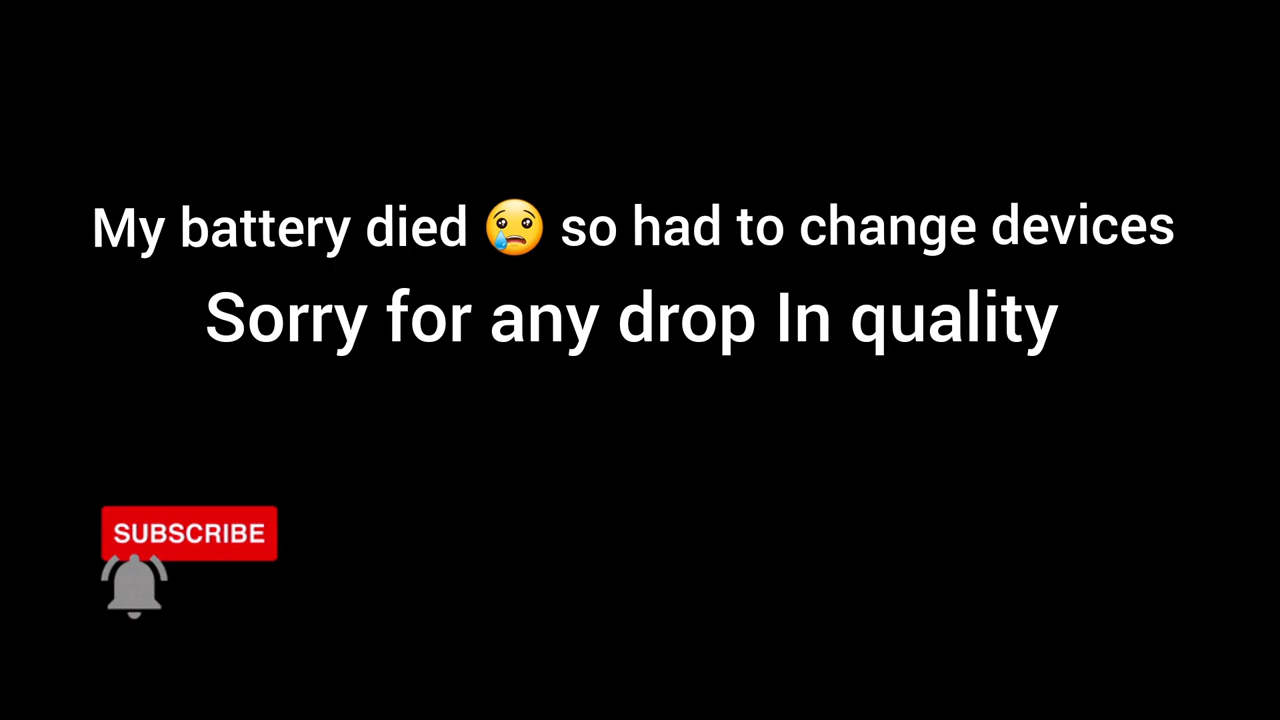 My battery died 😢 so had to change devices
Sorry for any drop In quality
SUBSCRIBE